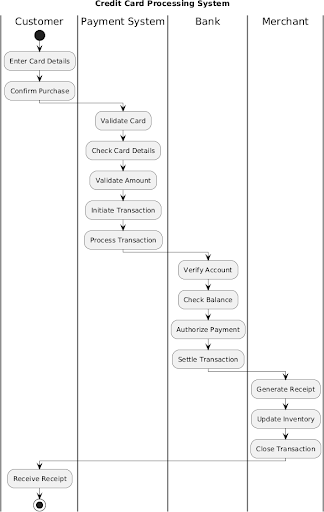 Credit Card Processing System
Customer
Payment System
Bank
Merchant
Enter Card Details
Confirm Purchase
Validate Card
Check Card Details
Validate Amount
Initiate Transaction
Process Transaction
Verify Account
Check Balance
Authorize Payment
Settle Transaction
Generate Receipt
Update Inventory
Close Transaction
Receive Receipt